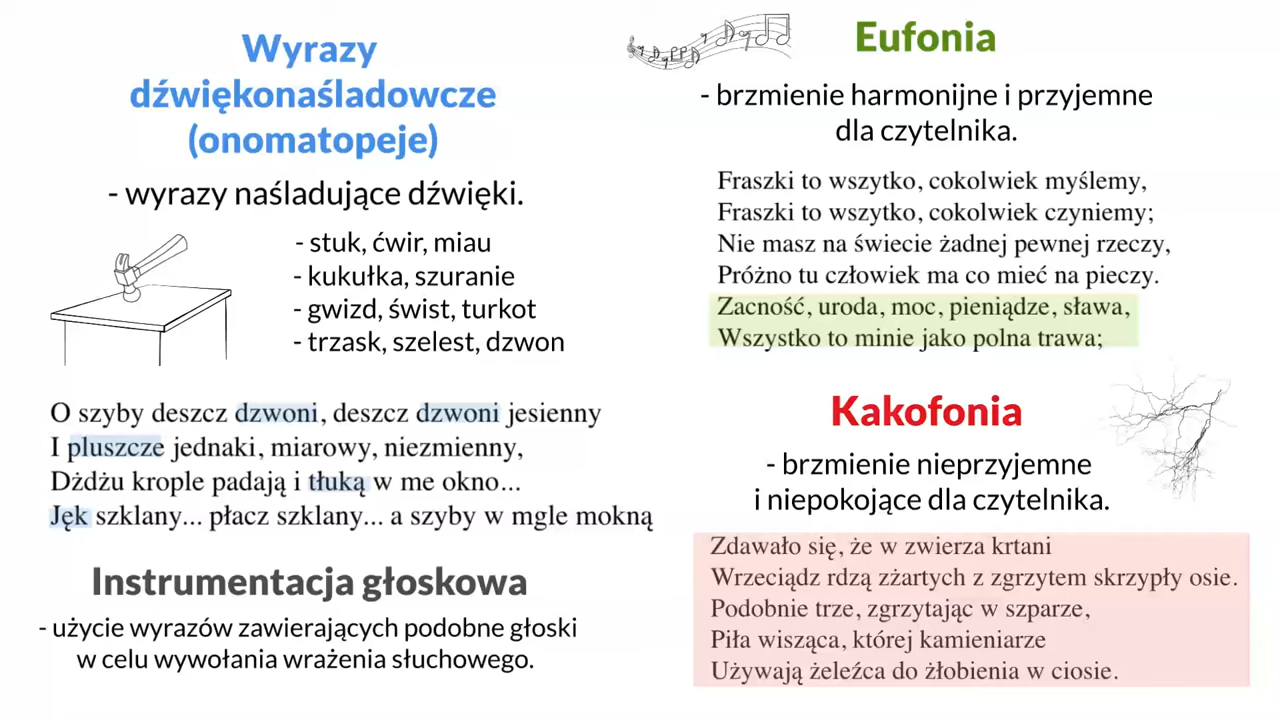 Wyrazy
dźwiękonaśladowcze
(onomatopeje)
- wyrazy naśladujące dźwięki.
- stuk, ćwir, miau
- kukułka, szuranie
- gwizd, świst, turkot
- trzask, szelest, dzwon
O szyby deszcz dzwoni, deszcz dzwoni jesienny
I pluszcze jednaki, miarowy, niezmienny,
Dżdżu krople padają i tłuką w me okno...
Jęk szklany... płacz szklany... a szyby w mgle mokną
Instrumentacja głoskowa
- użycie wyrazów zawierających podobne głoski
w celu wywołania wrażenia słuchowego.
Eufonia
- brzmienie harmonijne i przyjemne
dla czytelnika.
Fraszki to wszytko, cokolwiek myślemy,
Fraszki to wszytko, cokolwiek czyniemy;
Nie masz na świecie żadnej pewnej rzeczy,
Próżno tu człowiek ma co mieć na pieczy.
Zacność, uroda, moc, pieniądze, sława,
Wszystko to minie jako polna trawa;
Kakofonia
- brzmienie nieprzyjemne
i niepokojące dla czytelnika.
Zdawało się, że w zwierza krtani
Wrzeciądz rdzą zżartych z zgrzytem skrzypły osie.
Podobnie trze, zgrzytając w szparze,
Piła wisząca, której kamieniarze
Używają żeleźca do żłobienia w ciosie.